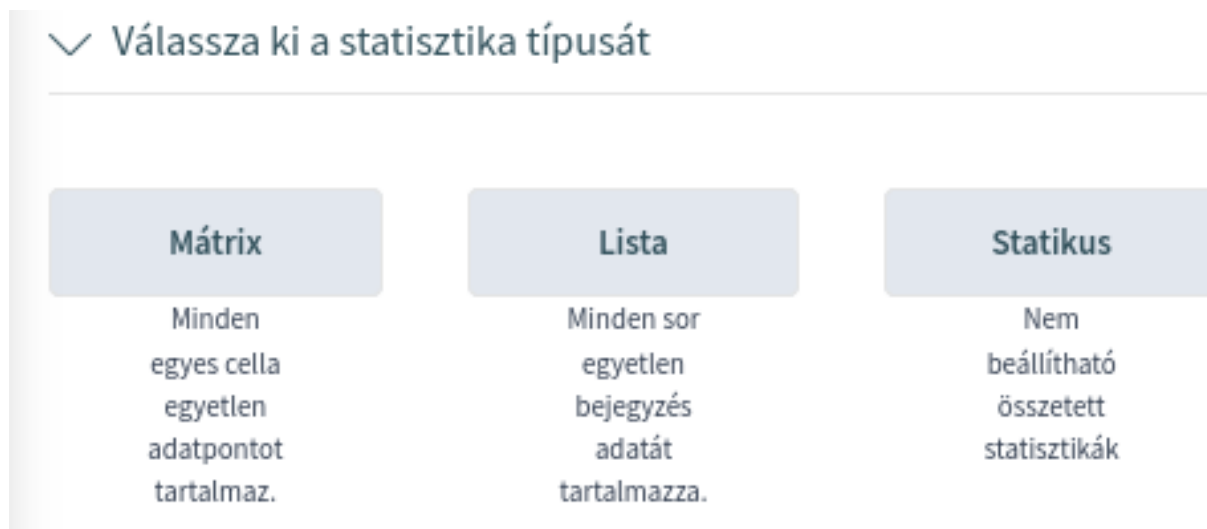 Válassza ki a statisztika típusát
Mátrix
Minden
egyes cella
egyetlen
adatpontot
tartalmaz.
Lista
Minden sor
egyetlen
bejegyzés
adatát
tartalmazza.
Statikus
Nem
beállítható
összetett
statisztikák